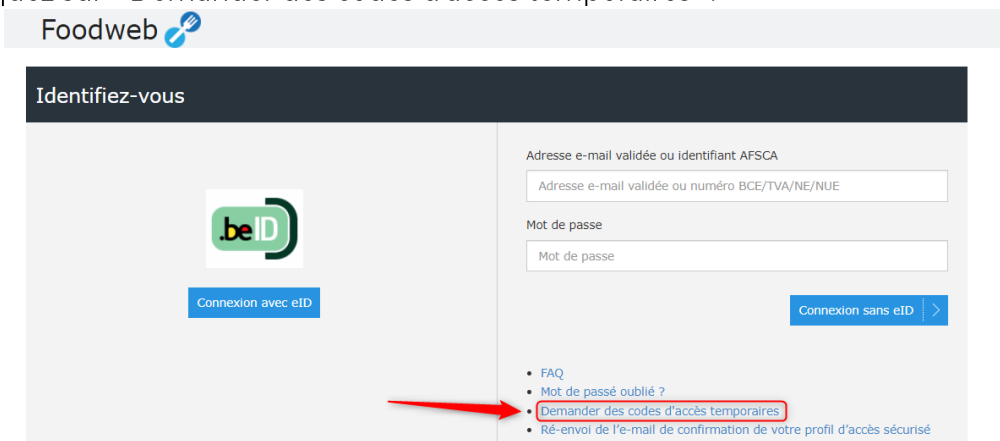 Foodweb
Identifiez-vous
.beID
Connexion avec eID
Adresse e-mail validée ou identifiant AFSCA
Adresse e-mail validée ou numéro BCE/TVA/NE/NUE
Mot de passe
Mot de passe
Connexion sans eID
• FAQ
• Mot de passé oublié ?
• Demander des codes d'accès temporaires
• Ré-envoi de l'e-mail de confirmation de votre profil d'accès sécurisé